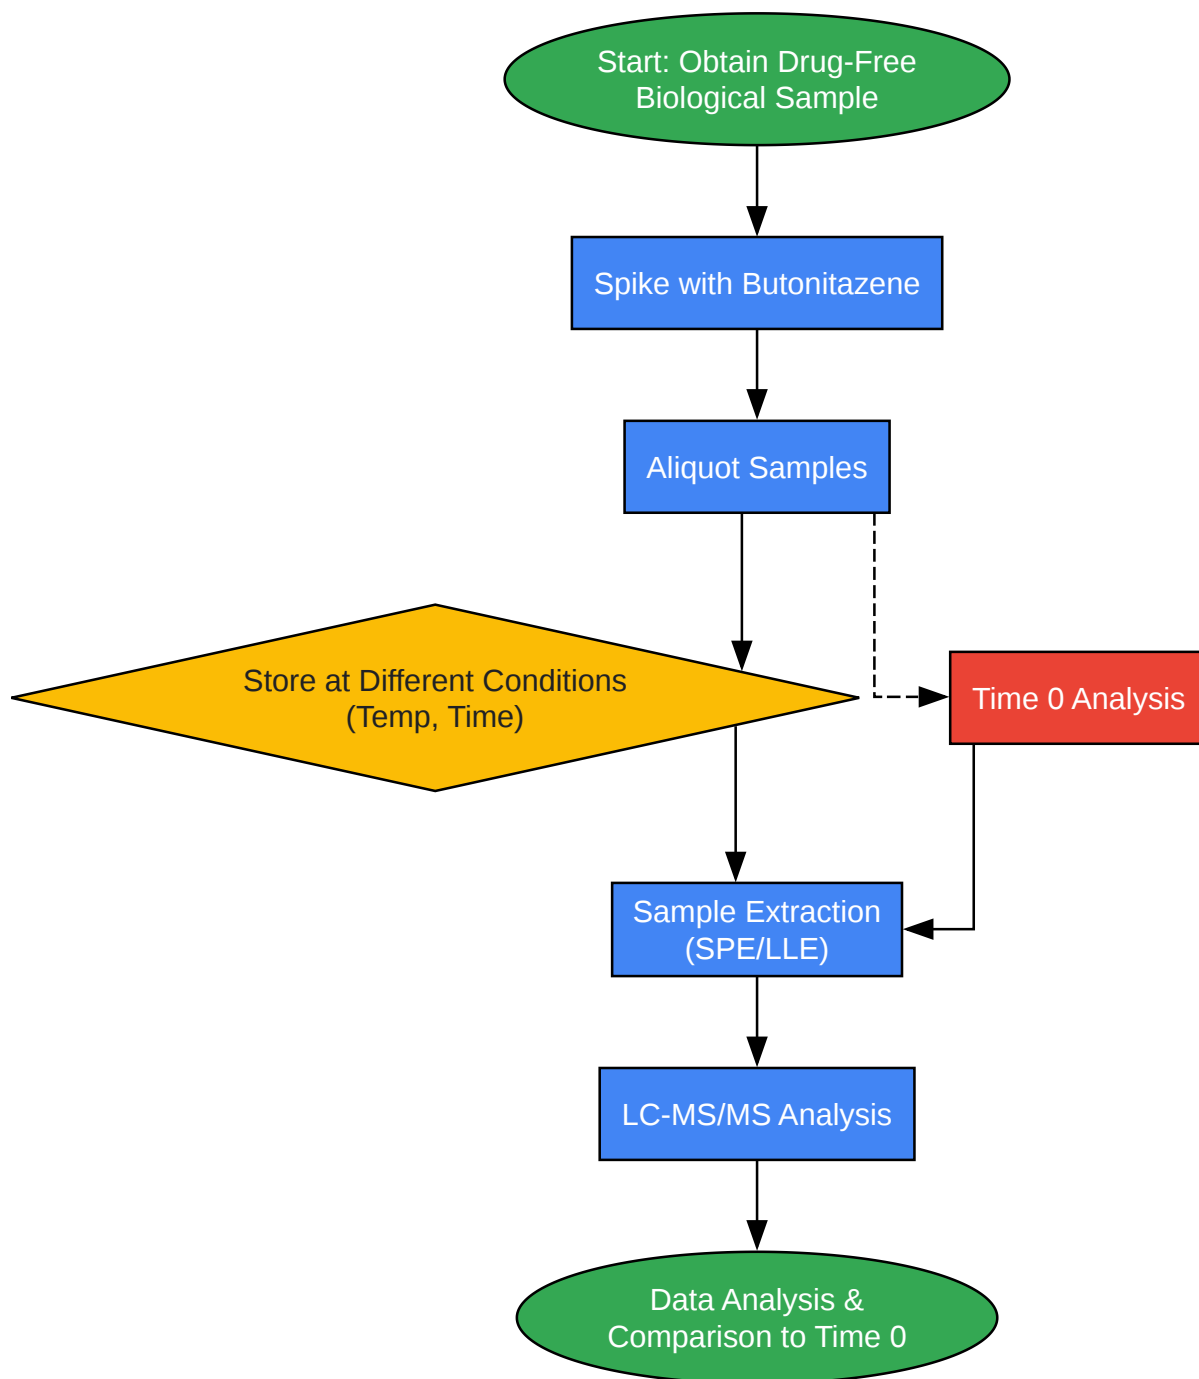 Start: Obtain Drug-Free
Biological Sample
Spike with Butonitazene
Aliquot Samples
Store at Different Conditions
(Temp, Time)
Time 0 Analysis
Sample Extraction
(SPE/LLE)
LC-MS/MS Analysis
Data Analysis &
Comparison to Time 0